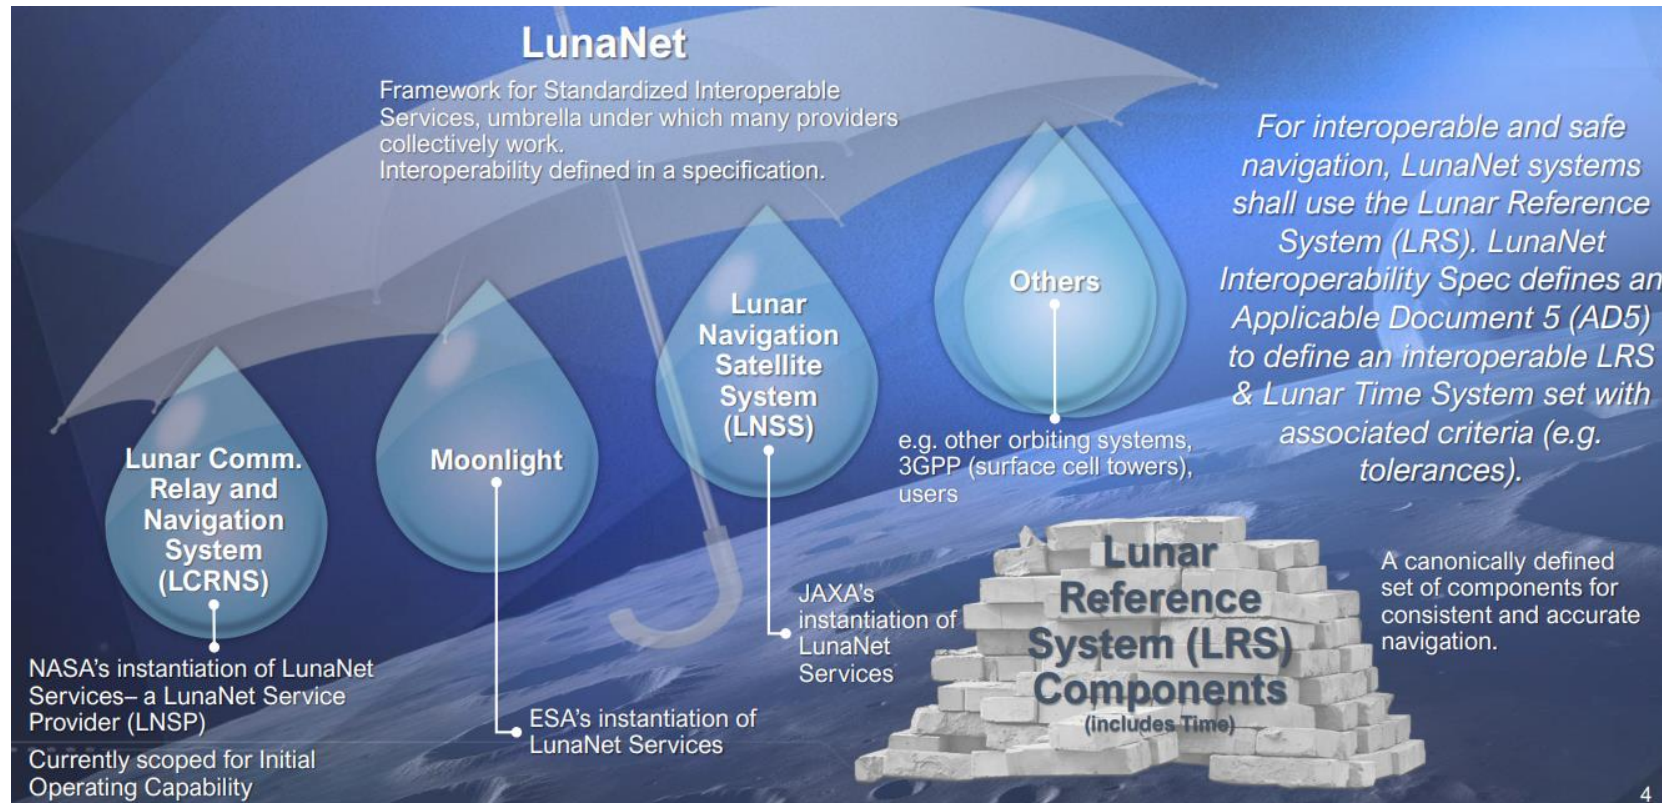 LunaNet
Framework for Standardized Interoperable
Services, umbrella under which many providers
collectively work.
Interoperability defined in a specification.
For interoperable and safe
navigation, LunaNet systems
shall use the Lunar Reference
System (LRS). LunaNet
Interoperability Spec defines an
Applicable Document 5 (AD5)
to define an interoperable LRS
& Lunar Time System set with
associated criteria (e.g.
tolerances).
Lunar Comm.
Relay and
Navigation
System
(LCRNS)
NASA's instantiation of LunaNet
Services– a LunaNet Service
Provider (LNSP)
Currently scoped for Initial
Operating Capability
Moonlight
ESA's instantiation of
LunaNet Services
Lunar
Navigation
Satellite
System
(LNSS)
JAXA's
instantiation of
LunaNet
Services
Others
e.g. other orbiting systems,
3GPP (surface cell towers),
users
Lunar
Reference
System (LRS)
Components
(includes Time)
A canonically defined
set of components for
consistent and accurate
navigation.
4